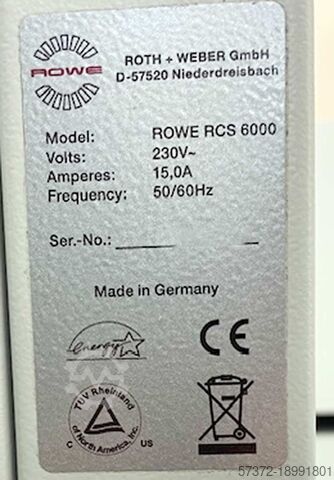 ROWE
ROTH + WEBER GmbH
D-57520 Niederdreisbach
Model: ROWE RCS 6000
Volts: 230V~
Amperes: 15,0A
Frequency: 50/60Hz
Ser.-No.:
Made in Germany
energy
CE
TÜV Rheinland
of North America, Inc.
C US
57372-18991801